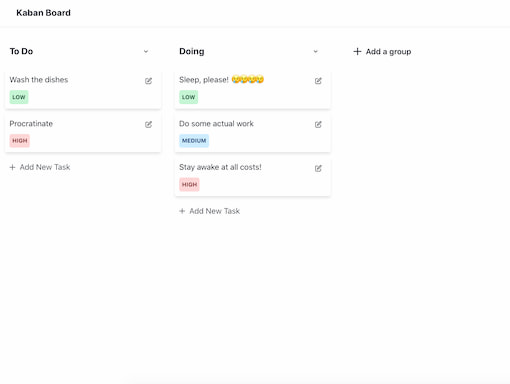 Kaban Board
To Do
Wash the dishes
LOW
Procratinate
HIGH
+ Add New Task
Doing
Sleep, please! 😪😪😪😪
LOW
Do some actual work
MEDIUM
Stay awake at all costs!
HIGH
+ Add New Task
+ Add a group